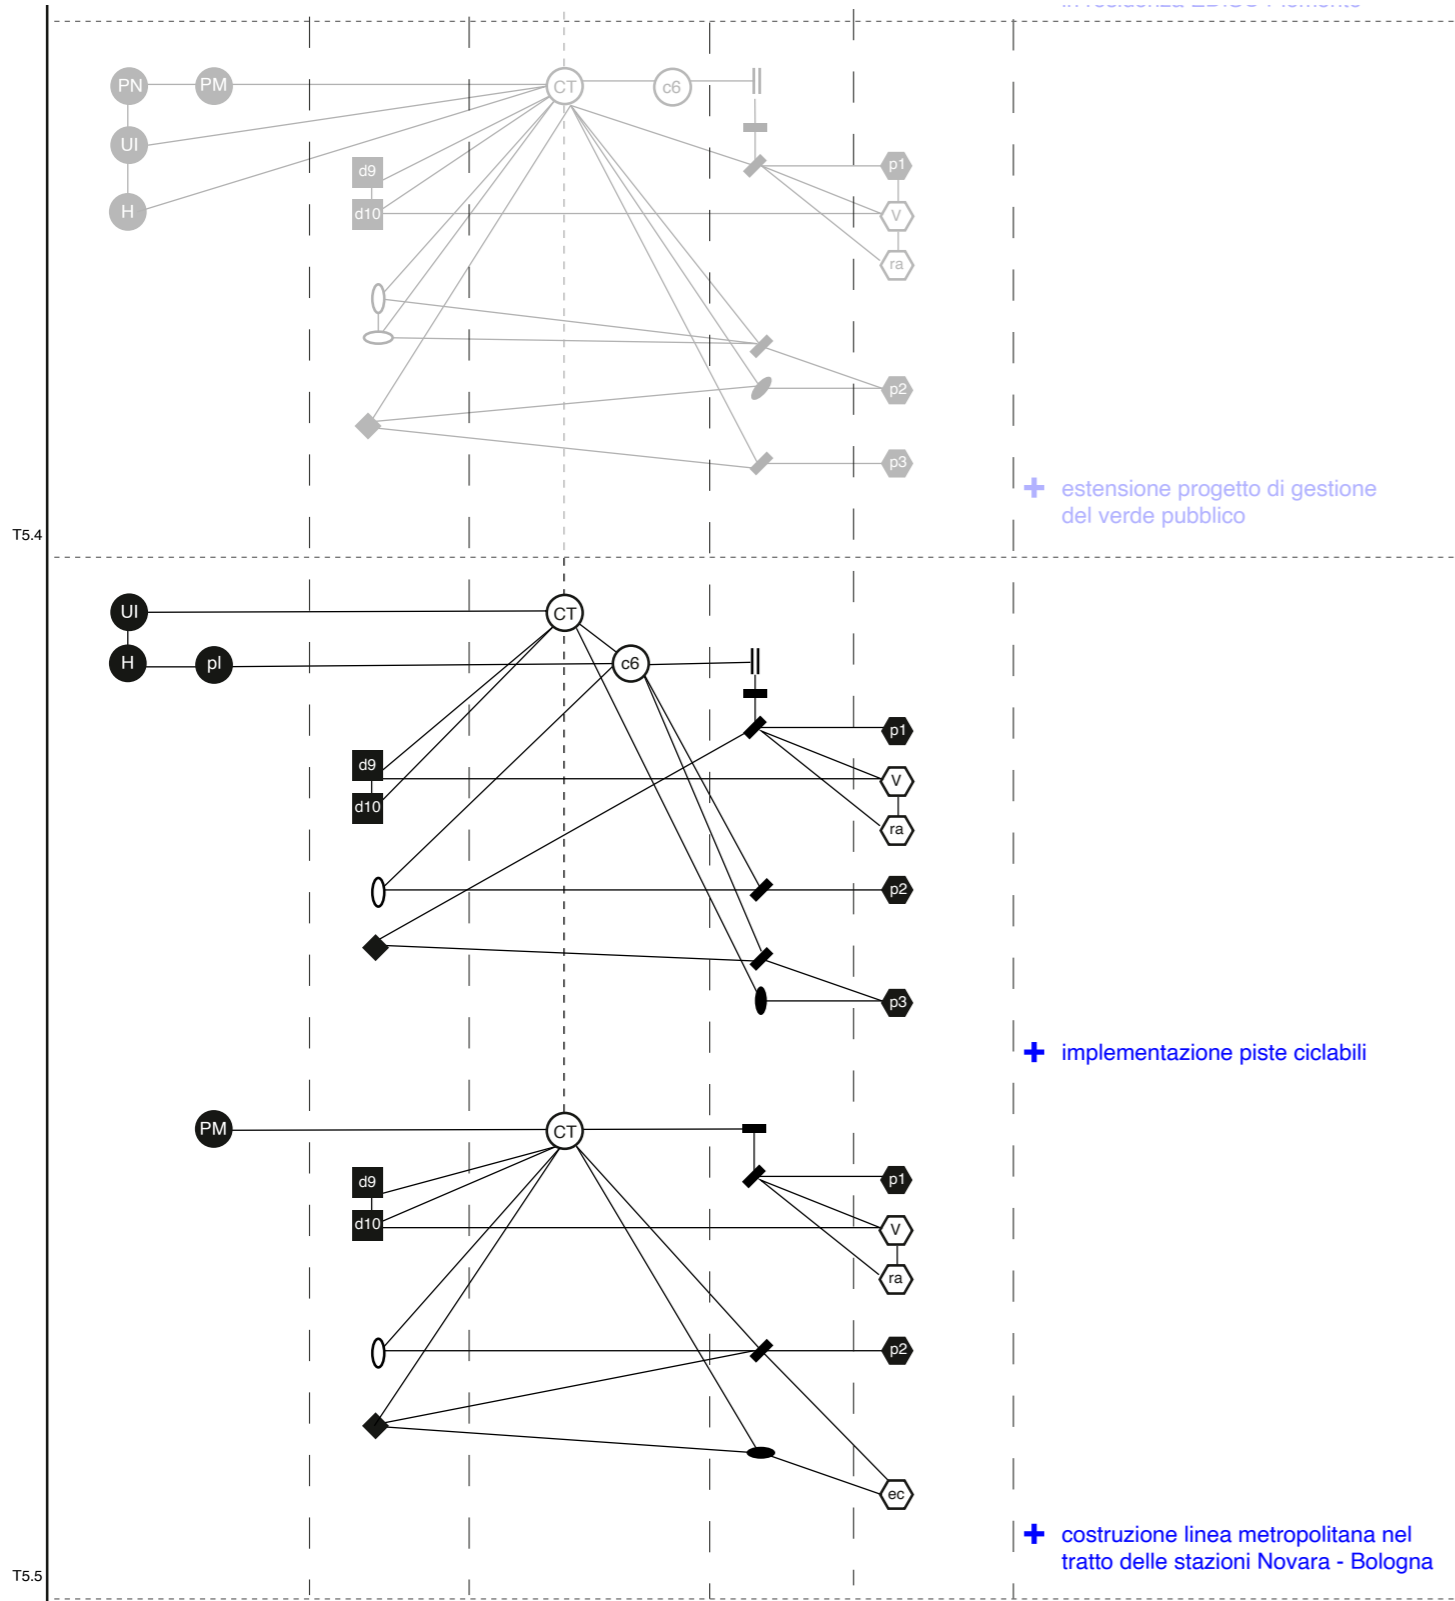 PN
PM
CT
c6
UI
d9
p1
H
d10
V
ra
p2
p3
estensione progetto di gestione
del verde pubblico
T5.4
UI
CT
H
pI
c6
p1
d9
V
d10
ra
p2
p3
implementazione piste ciclabili
PM
CT
d9
p1
d10
V
ra
p2
ec
costruzione linea metropolitana nel
tratto delle stazioni Novara - Bologna
T5.5